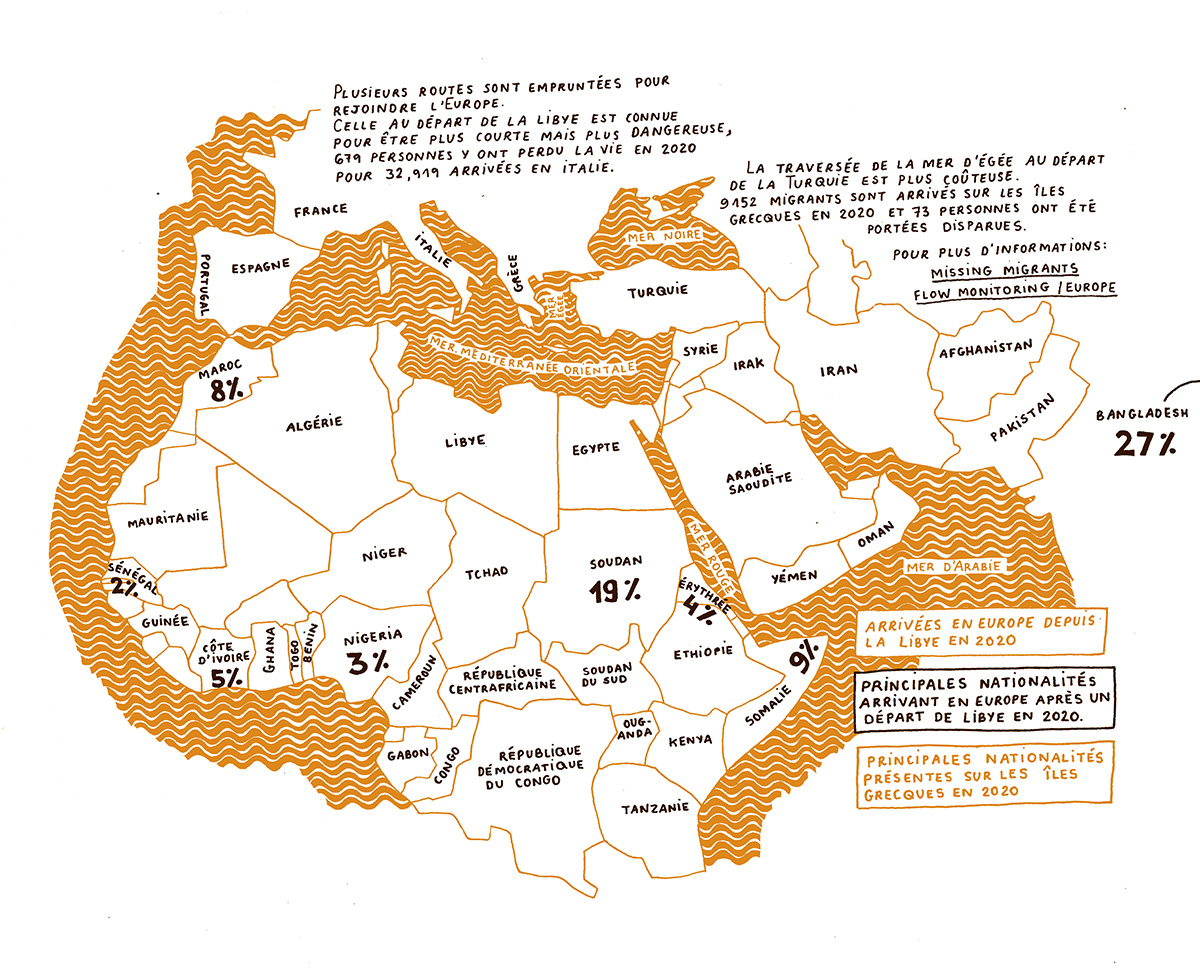 PLUSIEURS ROUTES SONT EMPRUNTÉES POUR
REJOINDRE L'EUROPE.
CELLE AU DÉPART DE LA LIBYE EST CONNUE
POUR ÊTRE PLUS COURTE MAIS PLUS DANGEREUSE,
679 PERSONNES Y ONT PERDU LA VIE EN 2020
POUR 32,919 ARRIVÉES EN ITALIE.
LA TRAVERSÉE DE LA MER D'ÉGÉE AU DÉPART
DE LA TURQUIE EST PLUS COÛTEUSE.
9152 MIGRANTS SONT ARRIVÉS SUR LES ÎLES
GRECQUES EN 2020 ET 73 PERSONNES ONT ÉTÉ
PORTÉES DISPARUES.
POUR PLUS D'INFORMATIONS:
MISSING MIGRANTS
FLOW MONITORING / EUROPE
FRANCE
ITALIE
MER NOIRE
PORTUGAL
ESPAGNE
GRÈCE
MER
ÉGÉE
TURQUIE
MER MÉDITERRANÉE ORIENTALE
SYRIE
IRAK
IRAN
AFGHANISTAN
PAKISTAN
BANGLADESH
27%
MAROC
8%
ALGÉRIE
LIBYE
EGYPTE
ARABIE
SAOUDITE
MAURITANIE
NIGER
TCHAD
SOUDAN
19%
MER ROUGE
OMAN
YÉMEN
MER D'ARABIE
SÉNÉGAL
2%
GUINÉE
CÔTE
D'IVOIRE
5%
GHANA
TOGO
BENIN
NIGERIA
3%
CAMEROUN
RÉPUBLIQUE
CENTRAFRICAINE
SOUDAN
DU SUD
ÉRYTHRÉE
4%
ETHIOPIE
SOMALIE
9%
GABON
CONGO
RÉPUBLIQUE
DÉMOCRATIQUE
DU CONGO
OUG-
ANDA
KENYA
TANZANIE
ARRIVÉES EN EUROPE DEPUIS
LA LIBYE EN 2020
PRINCIPALES NATIONALITÉS
ARRIVANT EN EUROPE APRÈS UN
DÉPART DE LIBYE EN 2020.
PRINCIPALES NATIONALITÉS
PRÉSENTES SUR LES ÎLES
GRECQUES EN 2020